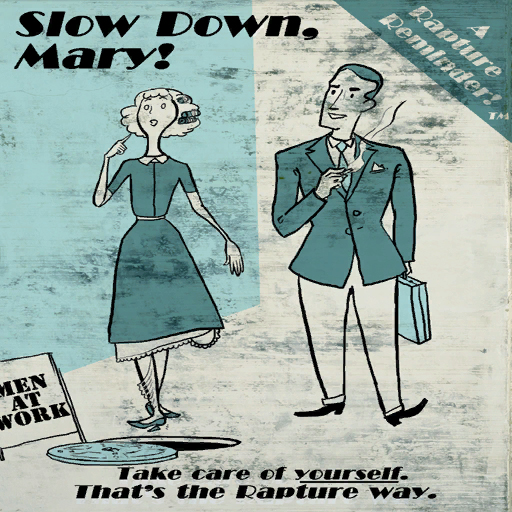 Slow Down,
Mary!
A
Rapture
Reminder!
TM
MEN
AT
WORK
Take care of yourself.
That's the Rapture way.